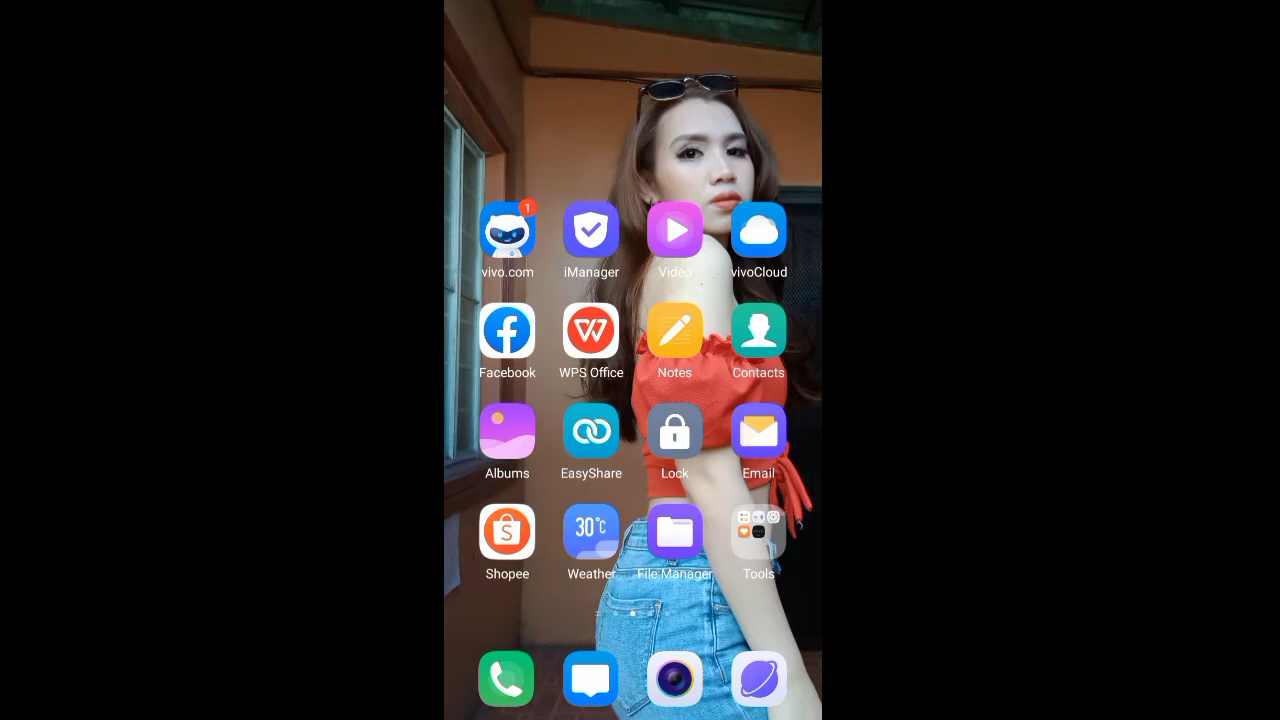 1
vivo.com iManager Video vivoCloud
Facebook WPS Office Notes Contacts
Albums EasyShare Lock Email
S 30°C
Shopee Weather File Manager Tools